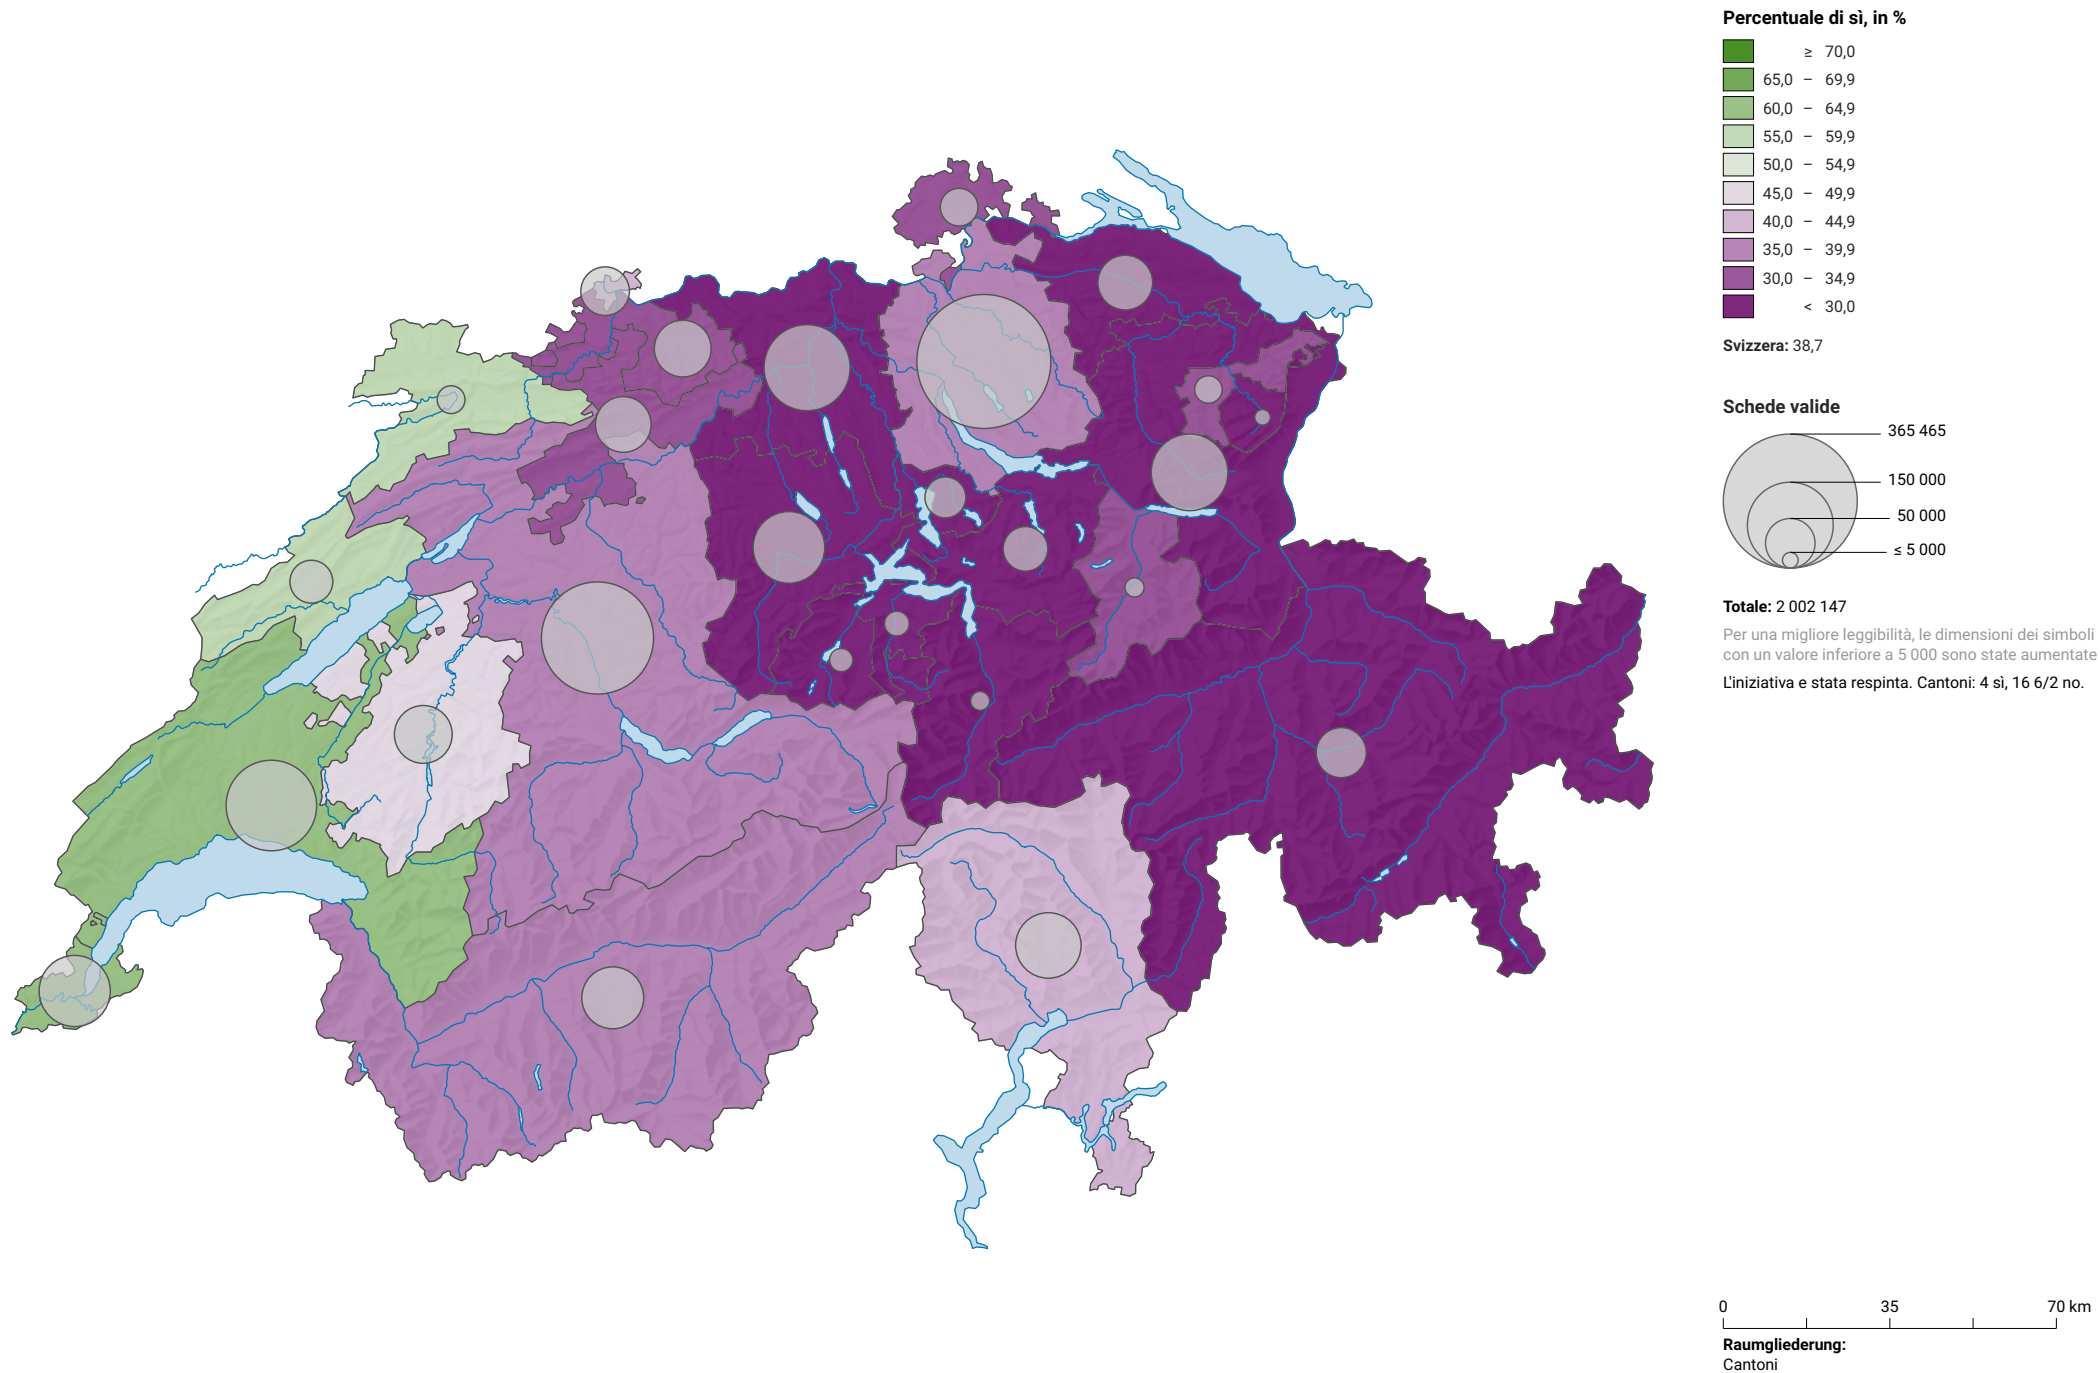 Percentuale di sì, in %
≥ 70,0
65,0 – 69,9
60,0 – 64,9
55,0 – 59,9
50,0 – 54,9
45,0 – 49,9
40,0 – 44,9
35,0 – 39,9
30,0 – 34,9
< 30,0
Svizzera: 38,7
Schede valide
365 465
150 000
50 000
≤ 5 000
Totale: 2 002 147
Per una migliore leggibilità, le dimensioni dei simboli
con un valore inferiore a 5 000 sono state aumentate
L'iniziativa e stata respinta. Cantoni: 4 sì, 16 6/2 no.
0 35 70 km
Raumgliederung:
Cantoni